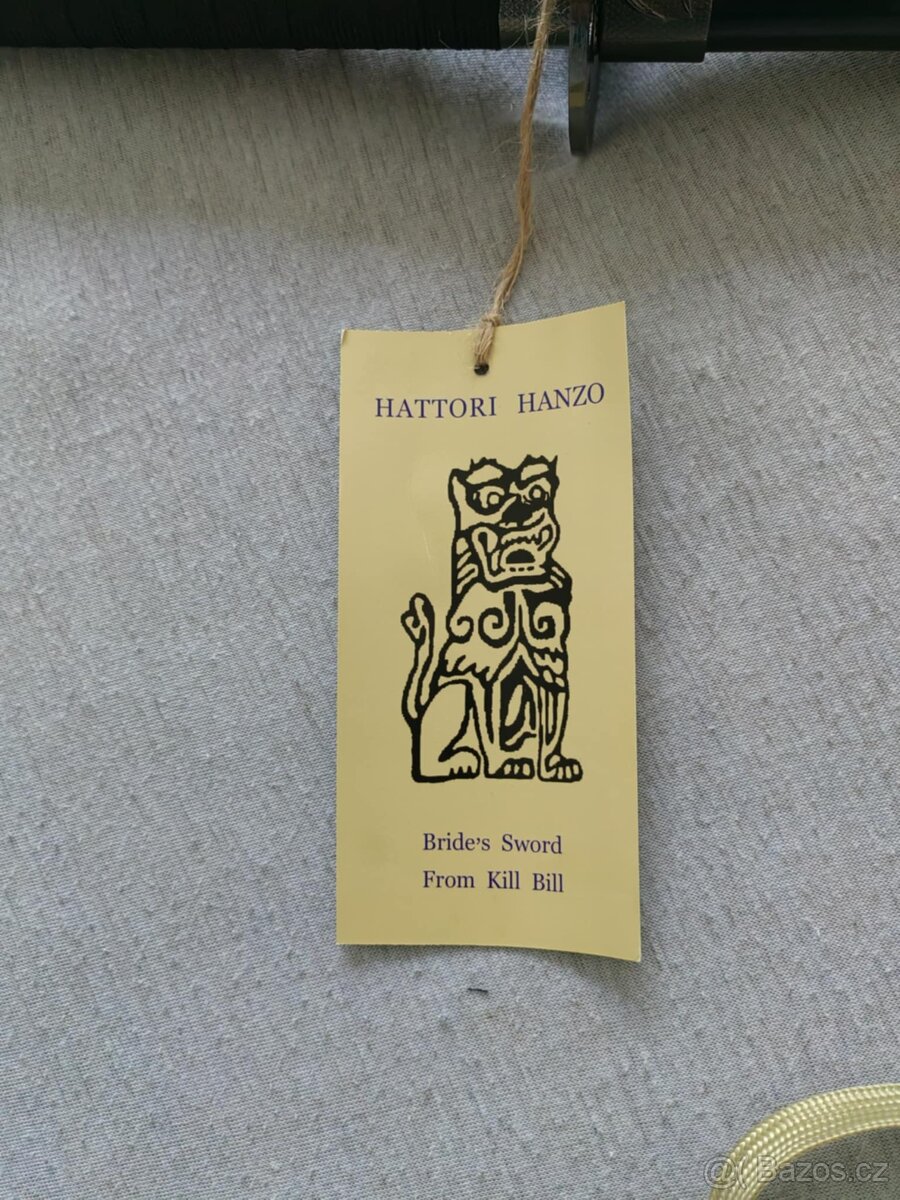 HATTORI HANZO
Bride's Sword
From Kill Bill
@( Bazos.cz